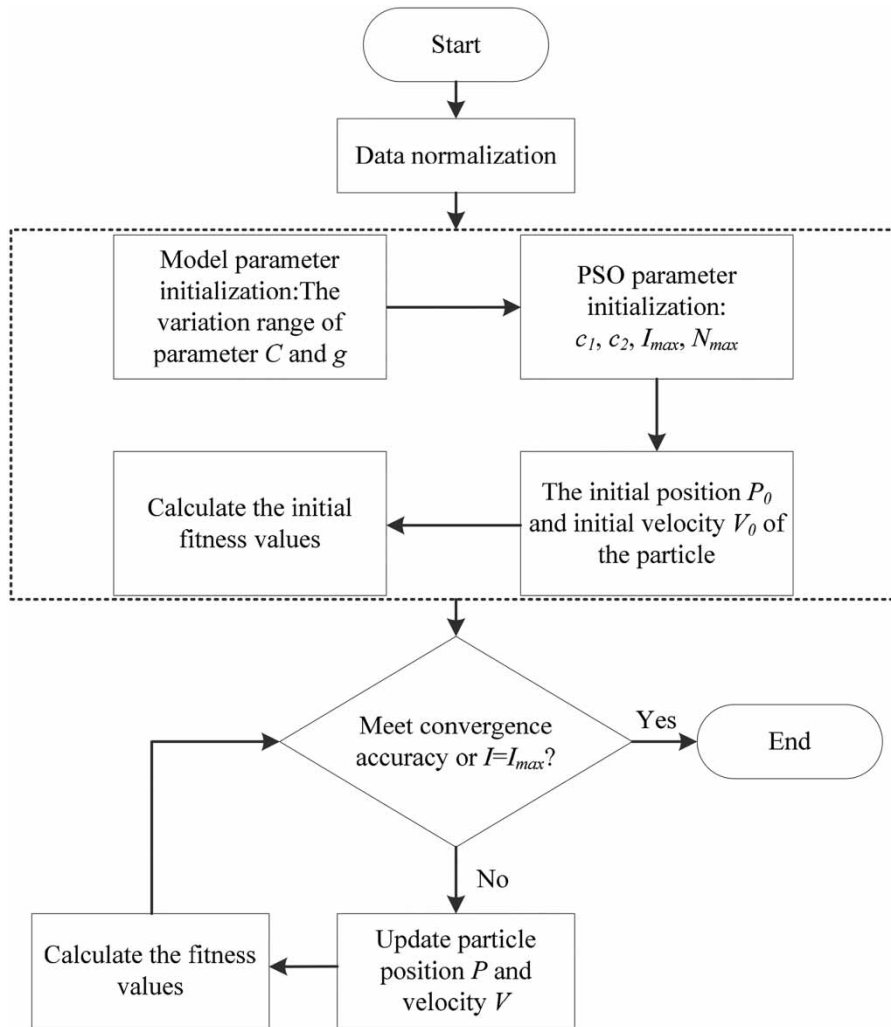 Start
Data normalization
Model parameter
initialization:The
variation range of
parameter C and g
PSO parameter
initialization:
c1, c2, Imax, Nmax
Calculate the initial
fitness values
The initial position P0
and initial velocity V0 of
the particle
Meet convergence
accuracy or I=Imax?
Yes
End
No
Calculate the fitness
values
Update particle
position P and
velocity V